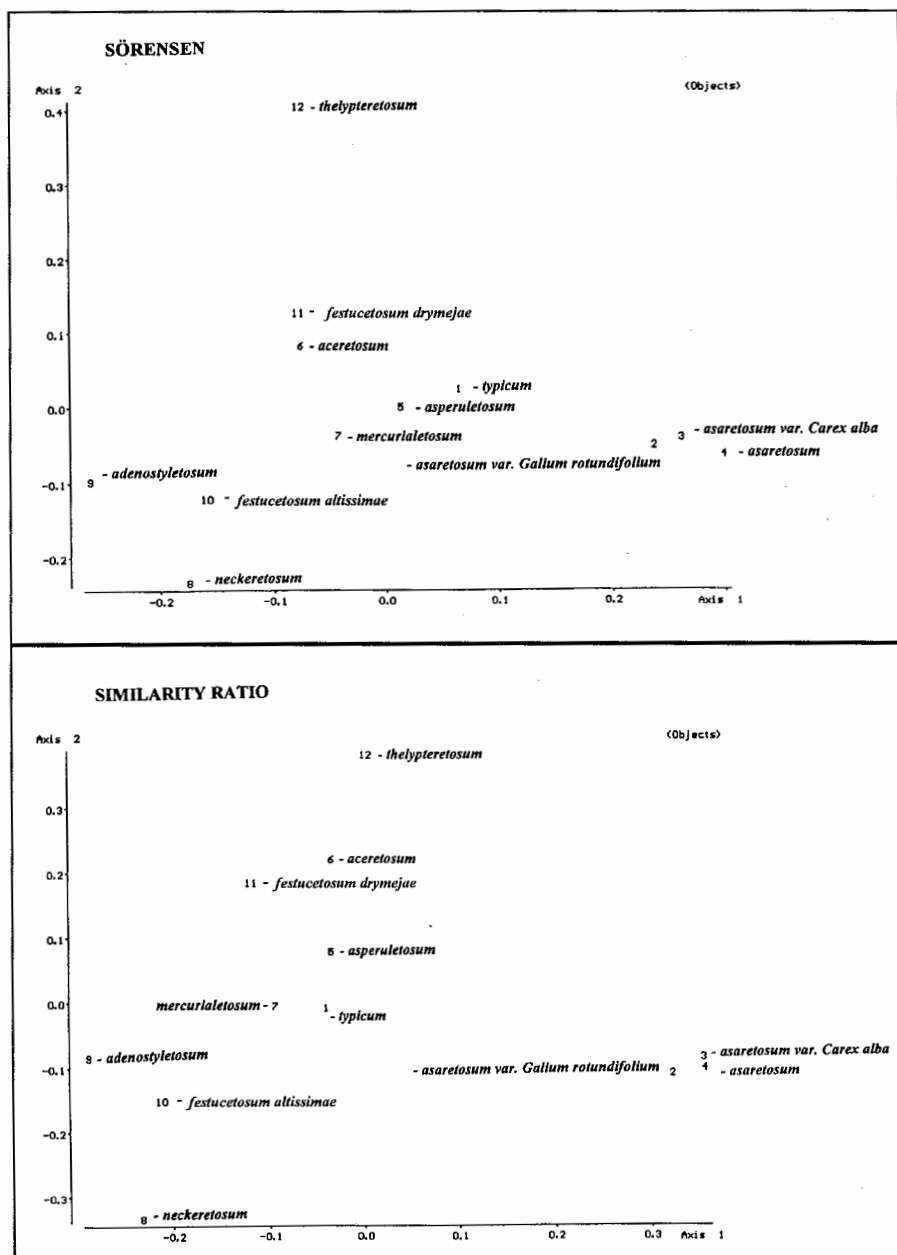 SÖRENSEN
Axis 2
(Objects)
0.4
12 - thelypteretosum
0.3
0.2
11 - festucetosum drymejae
0.1
6 - aceretosum
1 - typicum
0.0
5 - asperuletosum
7 - mercurialetosum
2
3 - asaretosum var. Carex alba
- asaretosum var. Galium rotundifolium
4 - asaretosum
9 - adenostyletosum
-0.1
10 - festucetosum altissimae
-0.2
8 - neckeretosum
-0.2 -0.1 0.0 0.1 0.2 Axis 1
SIMILARITY RATIO
Axis 2
(Objects)
12 - thelypteretosum
0.3
6 - aceretosum
0.2
11 - festucetosum drymejae
0.1
5 - asperuletosum
0.0
mercurialetosum - 7
1 - typicum
9 - adenostyletosum
3 - asaretosum var. Carex alba
-0.1
- asaretosum var. Galium rotundifolium 2
4 - asaretosum
10 - festucetosum altissimae
-0.2
-0.3
8 - neckeretosum
-0.2 -0.1 0.0 0.1 0.2 0.3 Axis 1